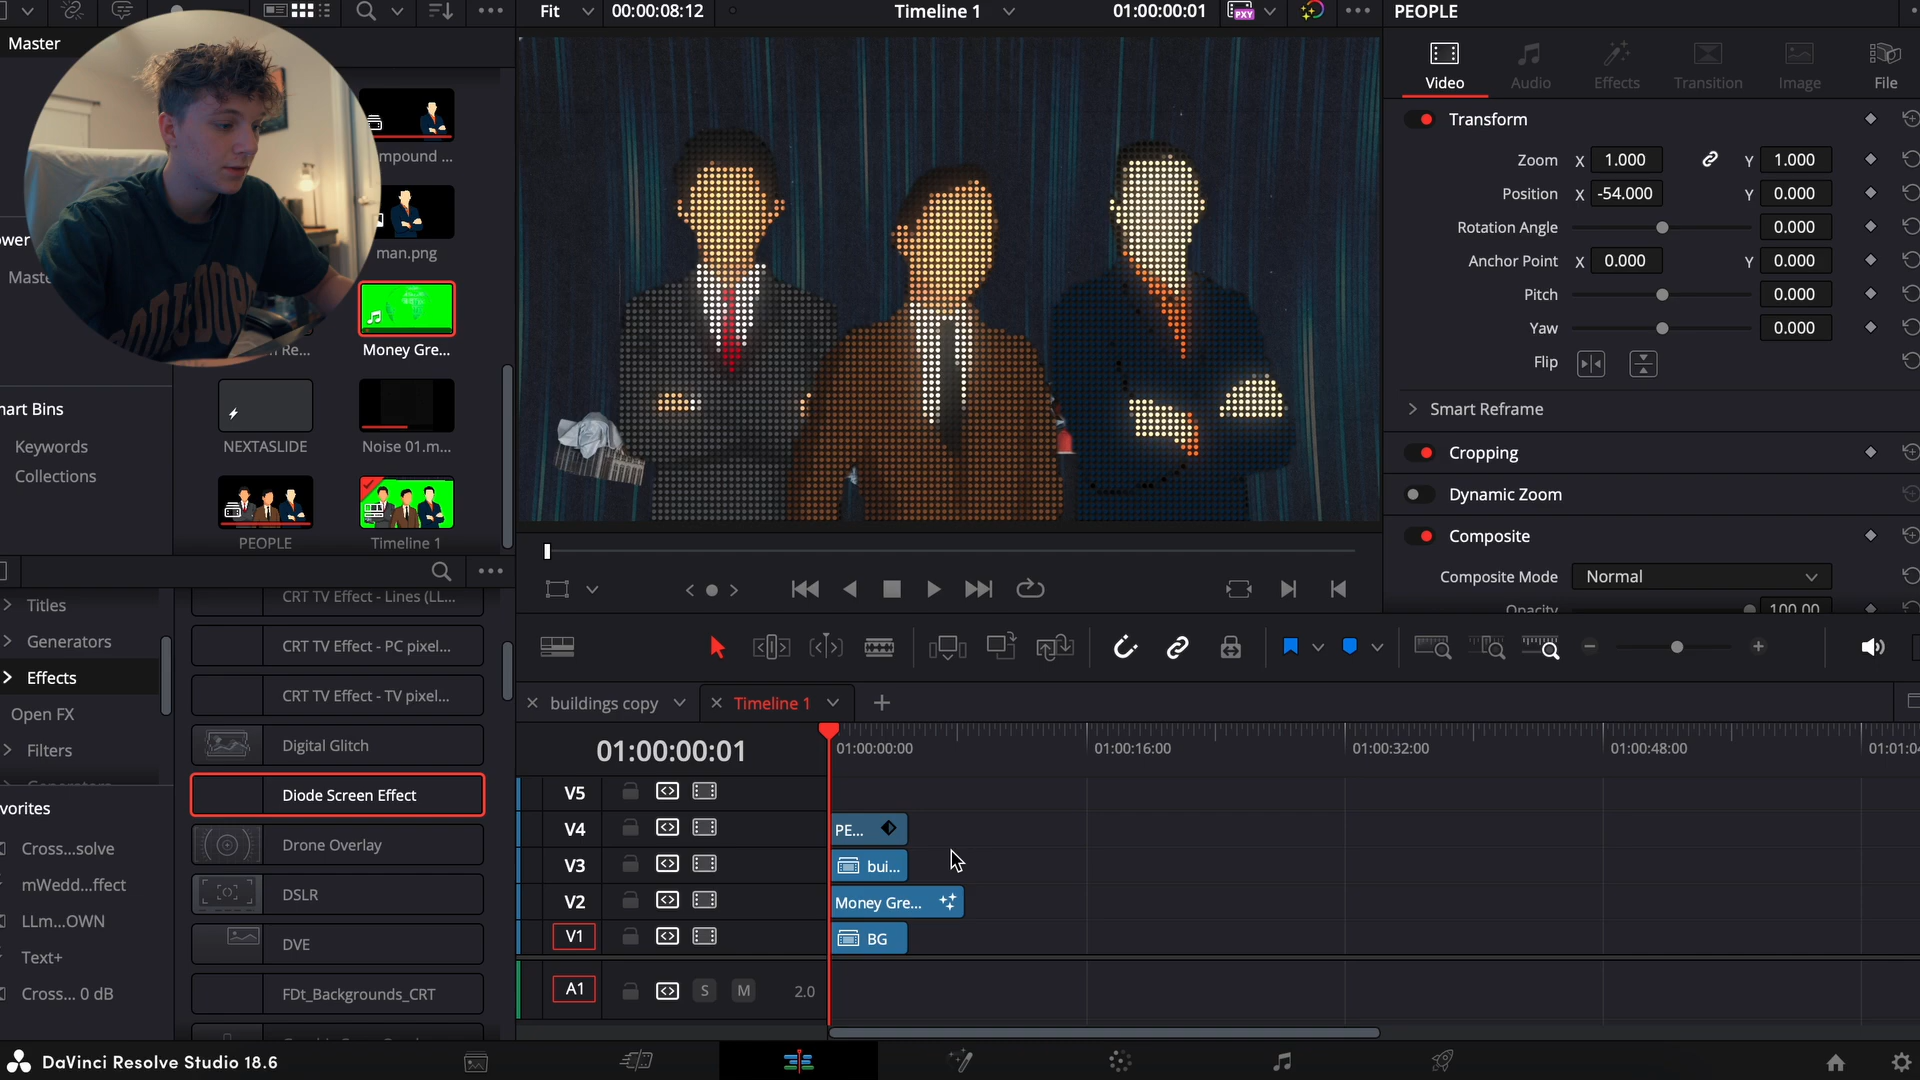 Fit
00:00:08:12
Timeline 1
01:00:00:01
PXY
PEOPLE
Master
Video
Audio
Effects
Transition
Image
File
Transform
Zoom X 1.000 Y 1.000
Position X -54.000 Y 0.000
Rotation Angle 0.000
Anchor Point X 0.000 Y 0.000
Pitch 0.000
Yaw 0.000
Flip
Smart Reframe
Cropping
Dynamic Zoom
Composite
Composite Mode Normal
Opacity 100.00
mpound ...
man.png
ower
Maste
Re...
Money Gre...
nart Bins
Keywords
Collections
NEXTASLIDE
Noise 01.m...
PEOPLE
Timeline 1
Titles
Generators
Effects
Open FX
Filters
vorites
Cross...solve
mWedd...ffect
LLm...OWN
Text+
Cross... 0 dB
CRT TV Effect - Lines (LL...
CRT TV Effect - PC pixel...
CRT TV Effect - TV pixel...
Digital Glitch
Diode Screen Effect
Drone Overlay
DSLR
DVE
FDt_Backgrounds_CRT
buildings copy
Timeline 1
01:00:00:01
01:00:00:00
01:00:16:00
01:00:32:00
01:00:48:00
01:01:04
V5
V4
PE...
V3
bui...
V2
Money Gre...
V1
BG
A1
S
M
2.0
DaVinci Resolve Studio 18.6